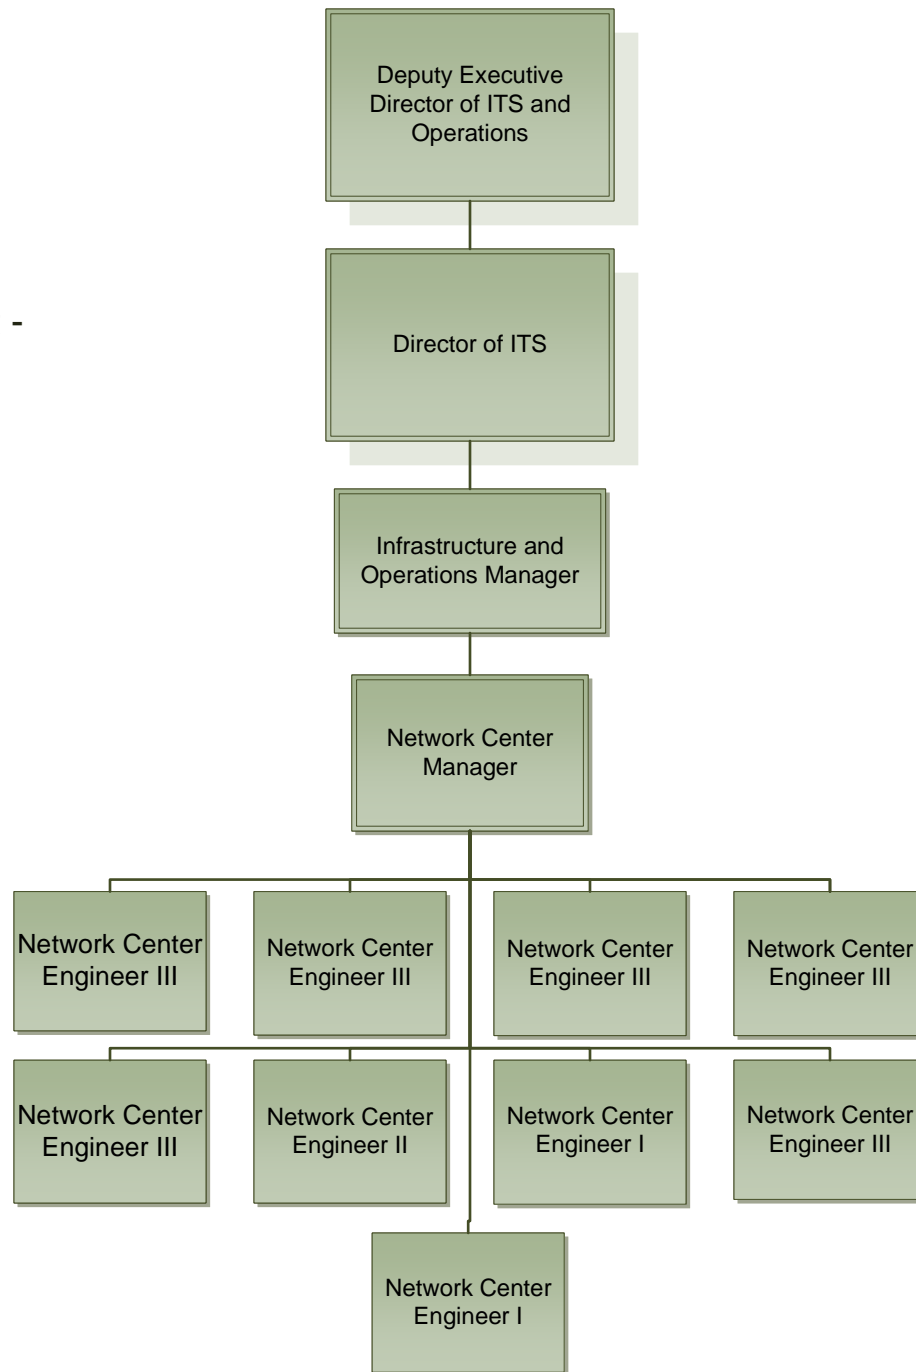 Deputy Executive
Director of ITS and
Operations
-
Director of ITS
Infrastructure and
Operations Manager
Network Center
Manager
Network Center
Engineer III
Network Center
Engineer III
Network Center
Engineer III
Network Center
Engineer III
Network Center
Engineer III
Network Center
Engineer II
Network Center
Engineer I
Network Center
Engineer III
Network Center
Engineer I